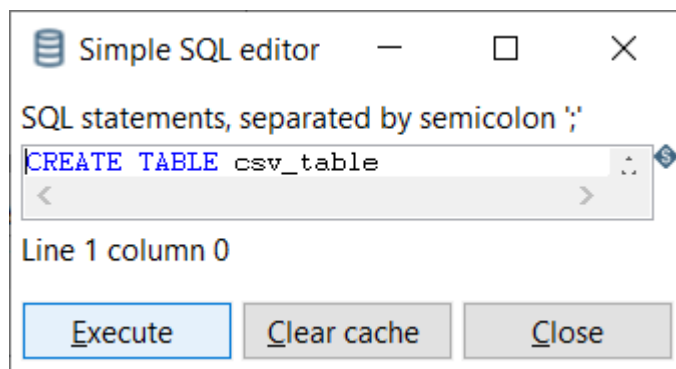 Simple SQL editor
SQL statements, separated by semicolon ';'
CREATE TABLE csv_table
Line 1 column 0
Execute Clear cache Close